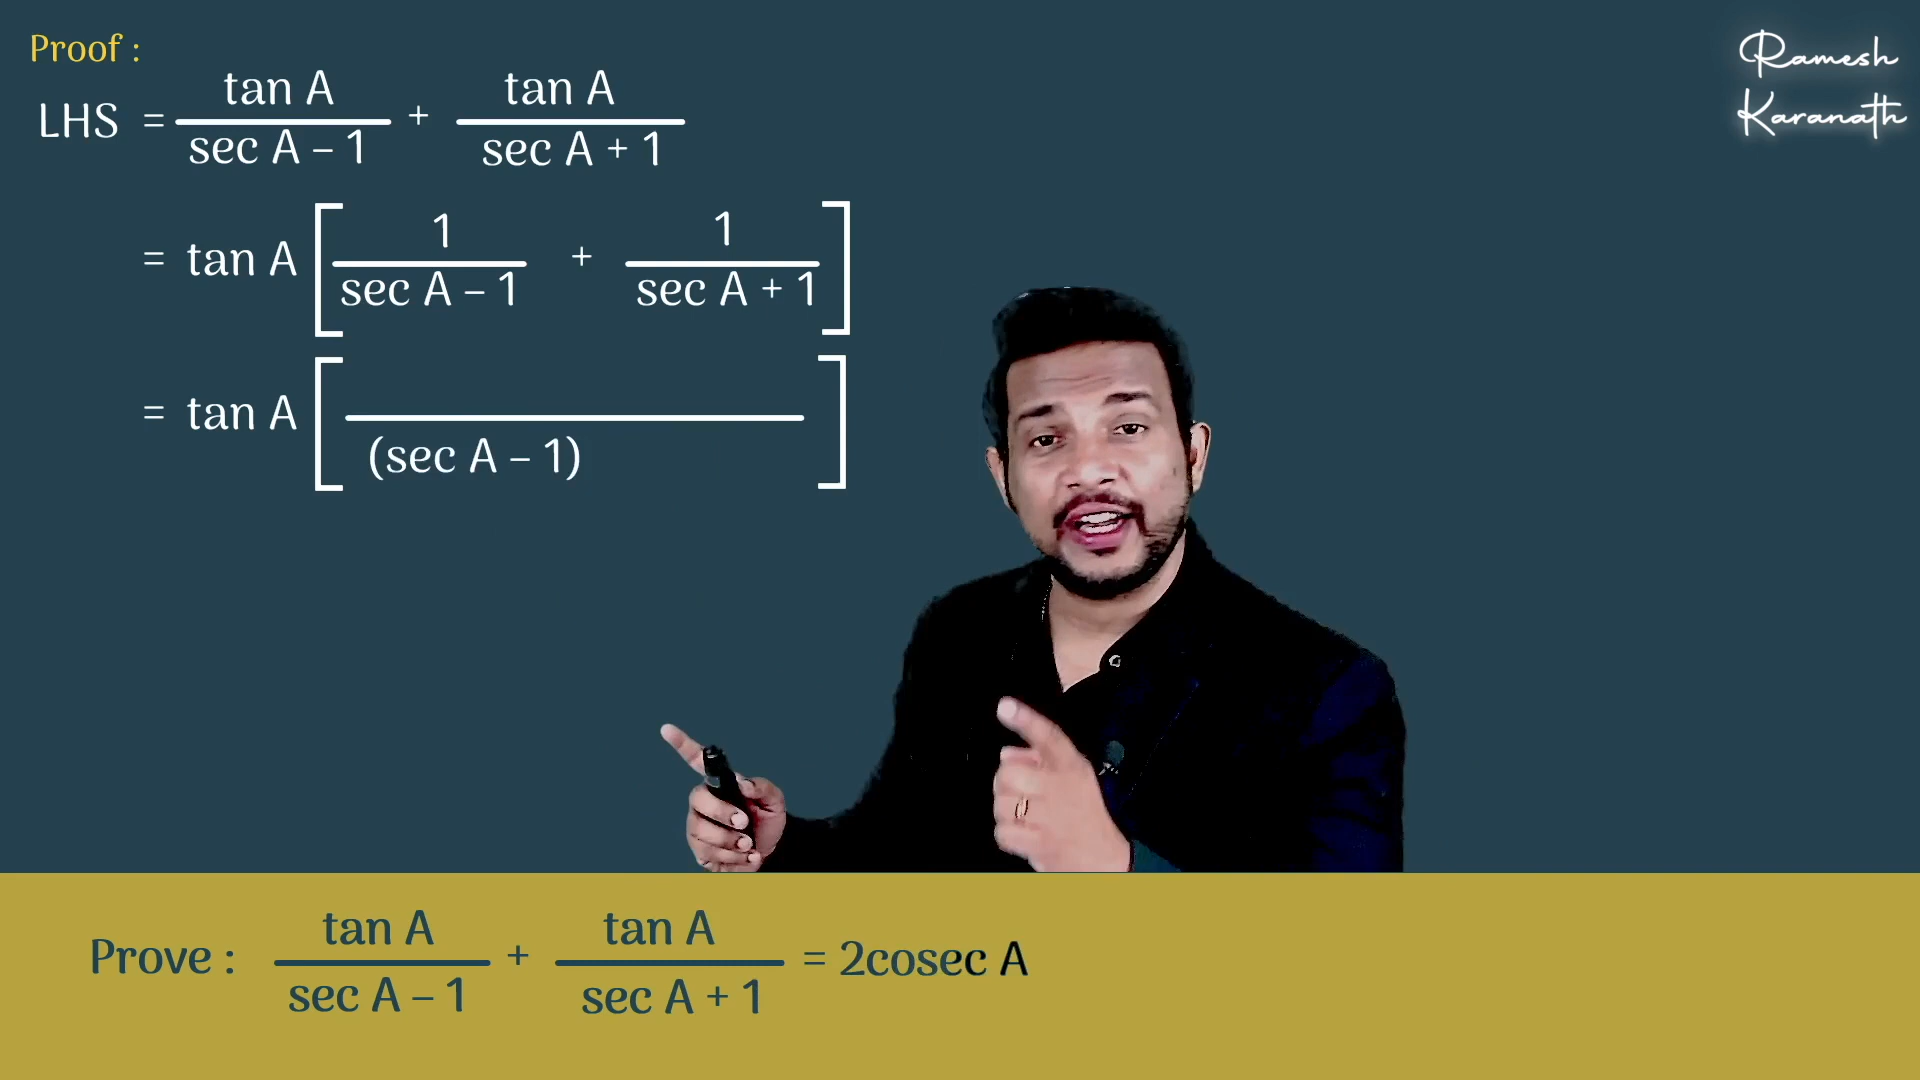 Proof :
Ramesh
Karanath
LHS = tan A / sec A – 1 + tan A / sec A + 1
= tan A [ 1 / sec A – 1 + 1 / sec A + 1 ]
= tan A [ / (sec A – 1) ]
Prove : tan A / sec A – 1 + tan A / sec A + 1 = 2cosec A